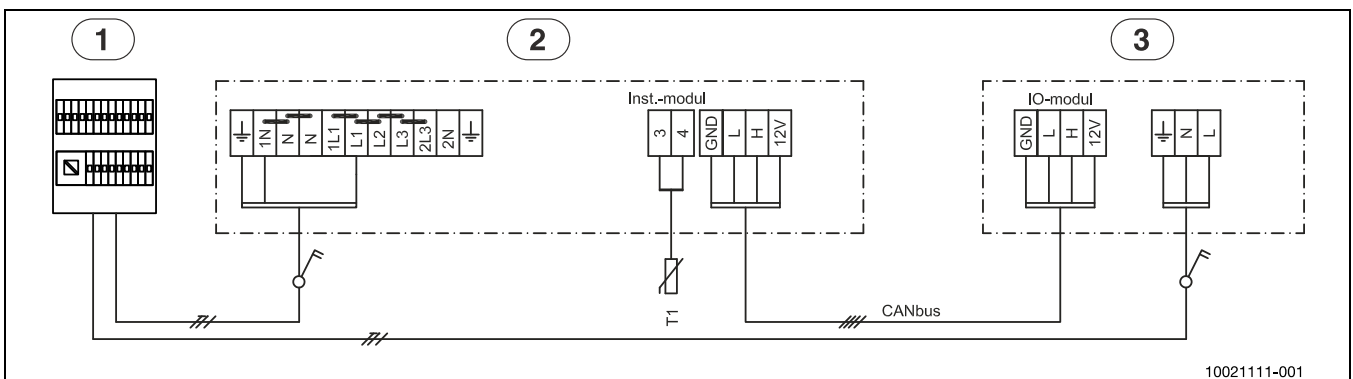 1 2 3
Inst.-modul
IO-modul
1N N N 1L1 L1 L2 L3 2L3 2N
3 4
GND L H 12V
GND L H 12V
N L
T1
CANbus
10021111-001